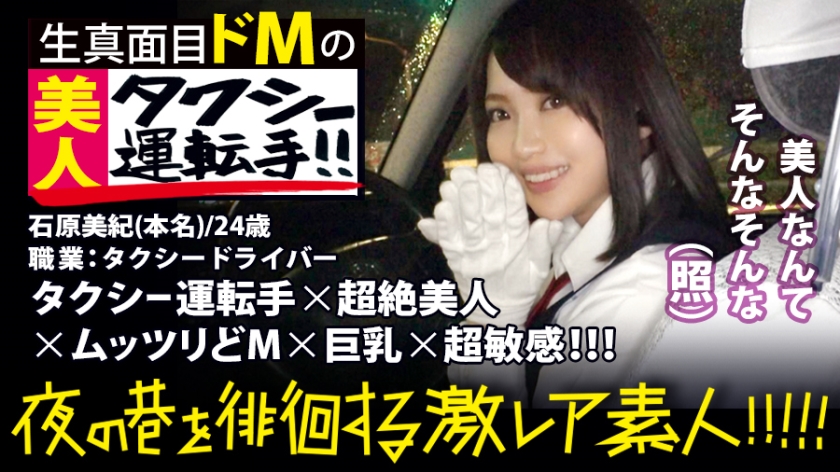 生真面目ドMの
美人
タクシー
運転手!!
石原美紀(本名)/24歳
職業:タクシードライバー
タクシー運転手×超絶美人
×ムッツリどM×巨乳×超敏感!!!
美人なんて
そんなそんな
(照)
夜の巷を徘徊する激レア素人!!!!!